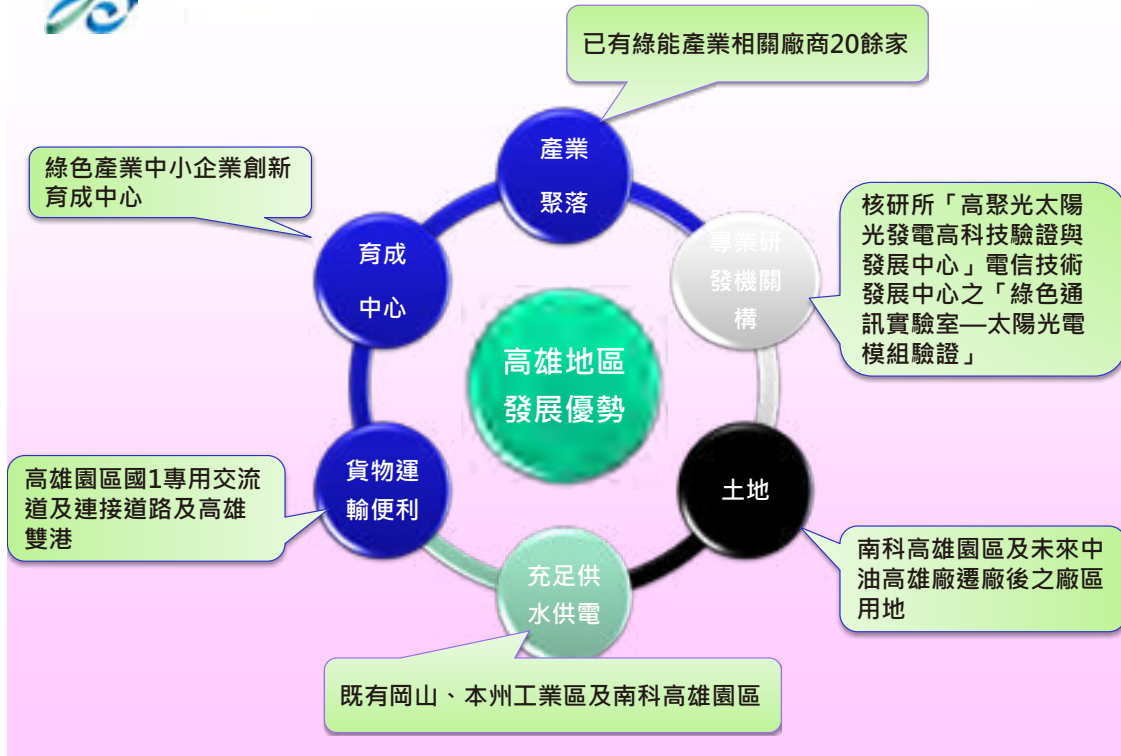 已有綠能產業相關廠商20餘家
產業
聚落
綠色產業中小企業創新
育成中心
育成
中心
專業研
發機關
構
核研所「高聚光太陽
光發電高科技驗證與
發展中心」電信技術
發展中心之「綠色通
訊實驗室—太陽光電
模組驗證」
高雄地區
發展優勢
高雄園區國1專用交流
道及連接道路及高雄
雙港
貨物運
輸便利
土地
南科高雄園區及未來中
油高雄廠遷廠後之廠區
用地
充足供
水供電
既有岡山、本州工業區及南科高雄園區